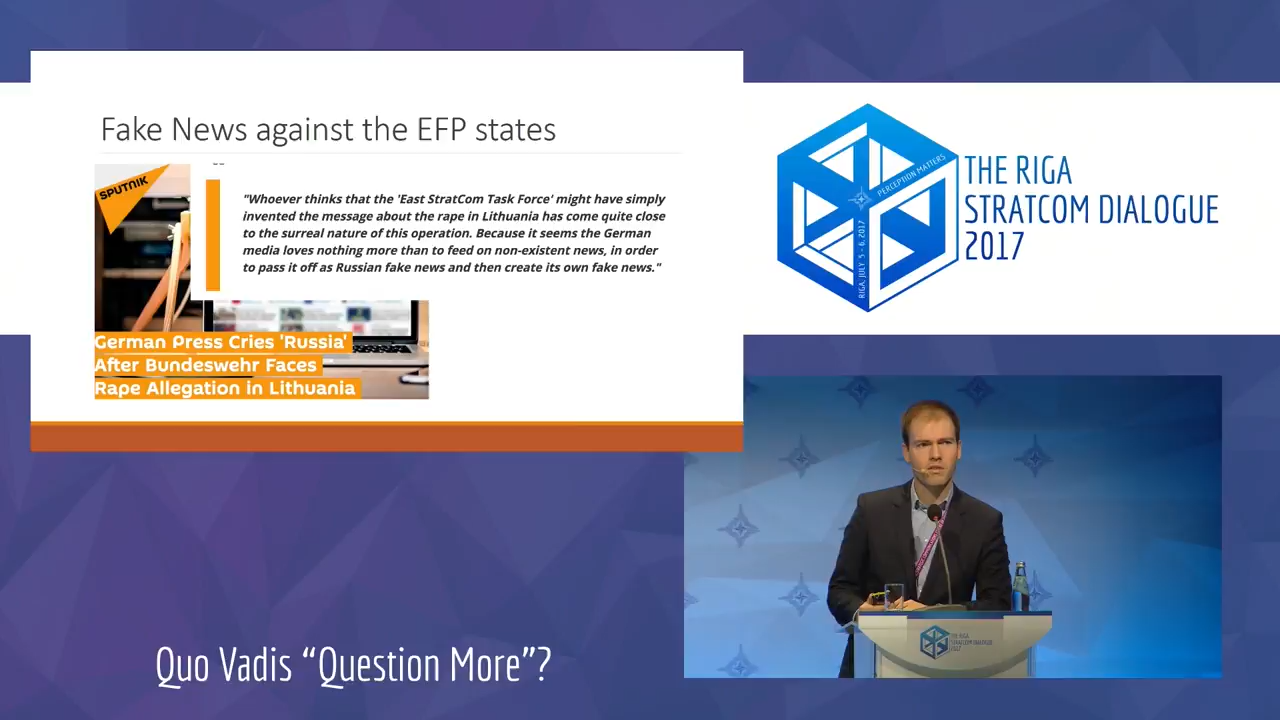 Fake News against the EFP states
SPUTNIK
"Whoever thinks that the 'East StratCom Task Force' might have simply
invented the message about the rape in Lithuania has come quite close
to the surreal nature of this operation. Because it seems the German
media loves nothing more than to feed on non-existent news, in order
to pass it off as Russian fake news and then create its own fake news."
German Press Cries 'Russia'
After Bundeswehr Faces
Rape Allegation in Lithuania
PERCEPTION MATTERS
RIGA, JULY 5 - 6, 2017
THE RIGA
STRATCOM DIALOGUE
2017
THE RIGA
STRATCOM DIALOGUE
2017
Quo Vadis “Question More”?